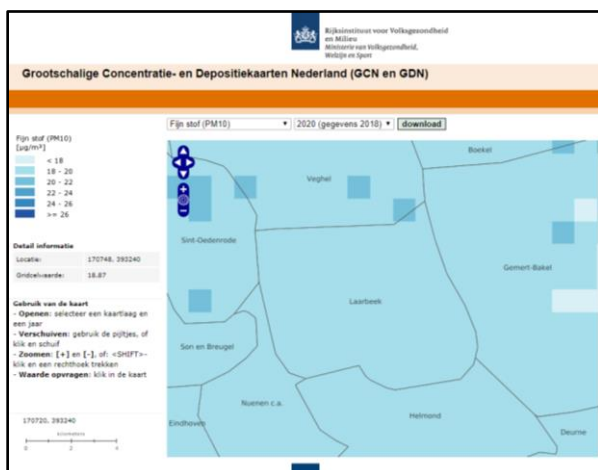 Rijksinstituut voor Volksgezondheid
en Milieu
Ministerie van Volksgezondheid,
Welzijn en Sport
Grootschalige Concentratie- en Depositiekaarten Nederland (GCN en GDN)
Fijn stof (PM10)
2020 (gegevens 2018)
download
Fijn stof (PM10)
[µg/m³]
< 18
18 - 20
20 - 22
22 - 24
24 - 26
>= 26
Detail informatie
Locatie: 170748, 393240
Gridcelwaarde: 18.87
Gebruik van de kaart
- Openen: selecteer een kaartlaag en
een jaar
- Verschuiven: gebruik de pijltjes, of
klik en schuif
- Zoomen: [+] en [-], of: <SHIFT>-
klik en een rechthoek trekken
- Waarde opvragen: klik in de kaart
170720, 393240
kilometers
0 2 4
Boekel
Veghel
Sint-Oedenrode
Gemert-Bakel
Laarbeek
Son en Breugel
Nuenen c.a.
Helmond
Eindhoven
Deurne